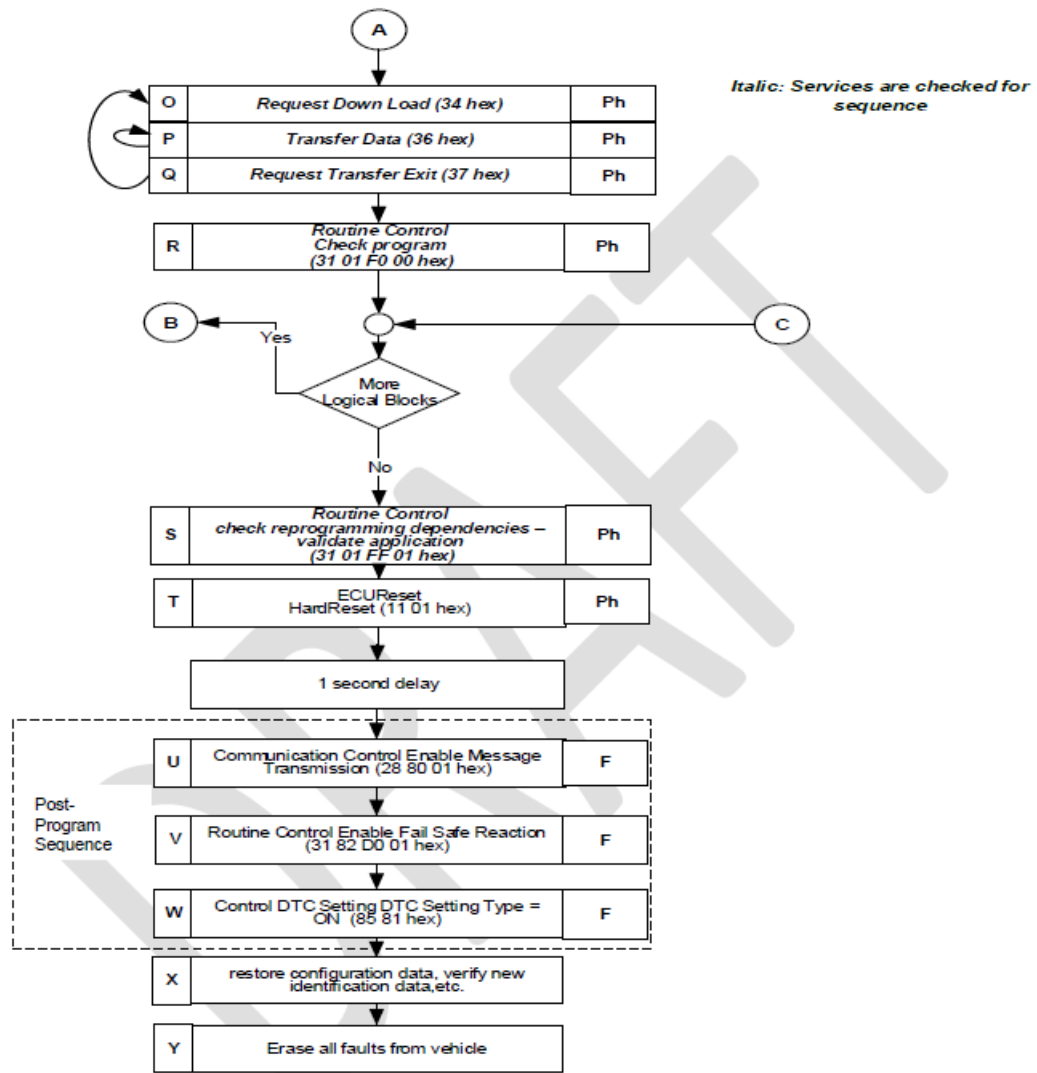 A
O Request Down Load (34 hex) Ph
Italic: Services are checked for
sequence
P Transfer Data (36 hex) Ph
Q Request Transfer Exit (37 hex) Ph
R
Routine Control
Check program
(31 01 F0 00 hex)
Ph
B
Yes
C
More
Logical Blocks
No
S
Routine Control
check reprogramming dependencies –
validate application
(31 01 FF 01 hex)
Ph
T
ECUReset
HardReset (11 01 hex)
Ph
1 second delay
Post-
Program
Sequence
U
Communication Control Enable Message
Transmission (28 80 01 hex)
F
V
Routine Control Enable Fail Safe Reaction
(31 82 D0 01 hex)
F
W
Control DTC Setting DTC Setting Type =
ON (85 81 hex)
F
X
restore configuration data, verify new
identification data,etc.
Y
Erase all faults from vehicle
DRAFT